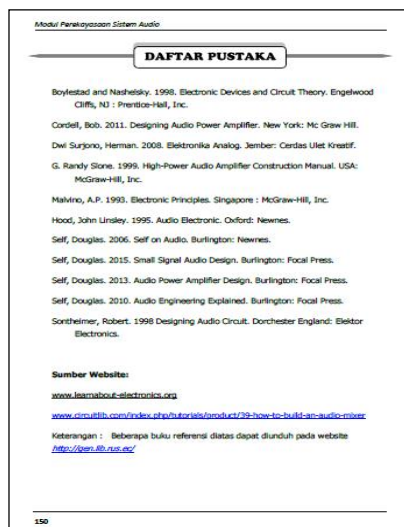 Modul Perekayasaan Sistem Audio
DAFTAR PUSTAKA
Boylestad and Nashelsky. 1998. Electronic Devices and Circuit Theory. Engelwood
Cliffs, NJ : Prentice-Hall, Inc.
Cordell, Bob. 2011. Designing Audio Power Amplifier. New York: Mc Graw Hill.
Dwi Surjono, Herman. 2008. Elektronika Analog. Jember: Cerdas Ulet Kreatif.
G. Randy Slone. 1999. High-Power Audio Amplifier Construction Manual. USA:
McGraw-Hill, Inc.
Malvino, A.P. 1993. Electronic Principles. Singapore : McGraw-Hill, Inc.
Hood, John Linsley. 1995. Audio Electronic. Oxford: Newnes.
Self, Douglas. 2006. Self on Audio. Burlington: Newnes.
Self, Douglas. 2015. Small Signal Audio Design. Burlington: Focal Press.
Self, Douglas. 2013. Audio Power Amplifier Design. Burlington: Focal Press.
Self, Douglas. 2010. Audio Engineering Explained. Burlington: Focal Press.
Sontheimer, Robert. 1998 Designing Audio Circuit. Dorchester England: Elektor
Electronics.
Sumber Website:
www.learnabout-electronics.org
www.circuitlib.com/index.php/tutorials/product/39-how-to-build-an-audio-mixer
Keterangan : Beberapa buku referensi diatas dapat diunduh pada website
http://gen.lib.rus.ec/
150